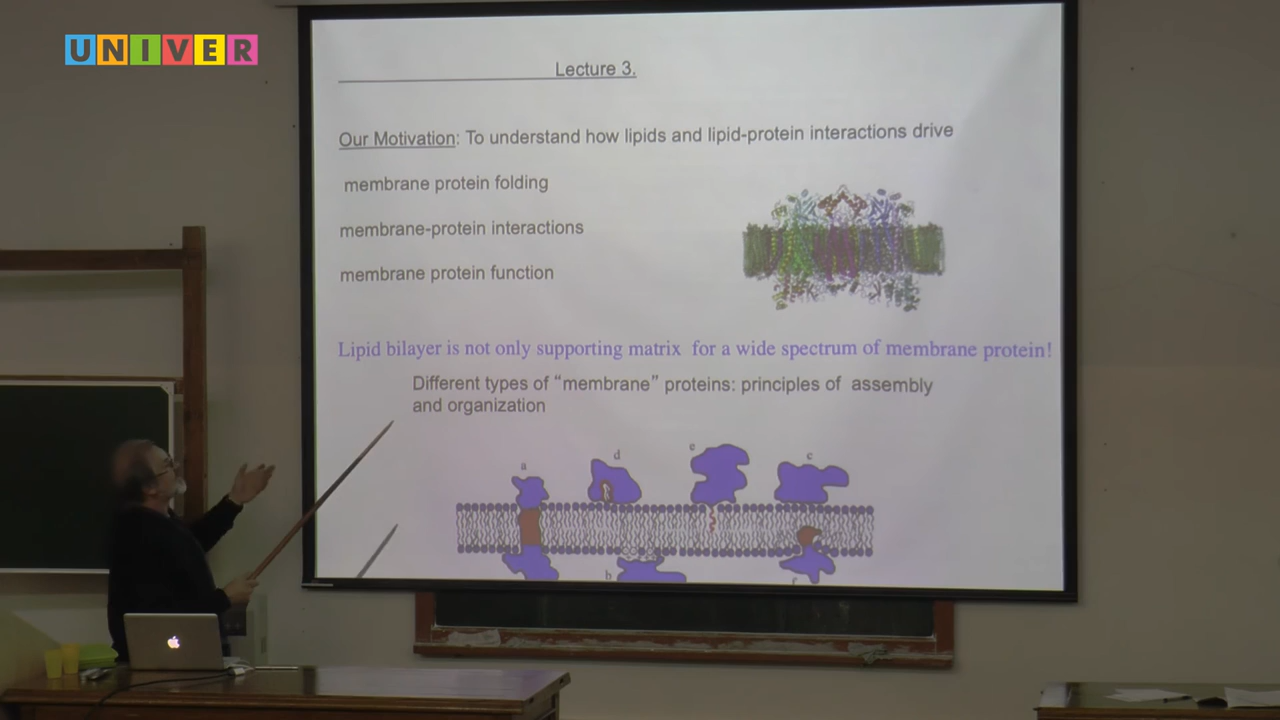 UNIVER
Lecture 3.
Our Motivation: To understand how lipids and lipid-protein interactions drive
membrane protein folding
membrane-protein interactions
membrane protein function
Lipid bilayer is not only supporting matrix for a wide spectrum of membrane protein!
Different types of “membrane” proteins: principles of assembly
and organization
a
d
e
c
b